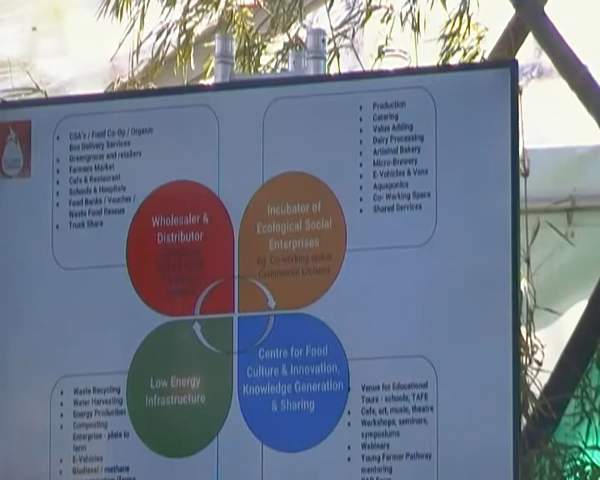 CSA's / Food Co-Op / Organic
Box Delivery Services
Greengrocer and retailers
Farmers Market
Cafe & Restaurant
Schools & Hospitals
Food Banks / Voucher /
Waste Food Rescue
Truck Share
Production
Catering
Value Adding
Dairy Processing
Artisinal Bakery
Micro-Brewery
E-Vehicles & Vans
Aquaponics
Co- Working Space
Shared Services
Wholesaler &
Distributor
Incubator of
Ecological Social
Enterprises
eg. Co-working space
Commercial kitchens
Low Energy
Infrastructure
Centre for Food
Culture & Innovation,
Knowledge Generation
& Sharing
Waste Recycling
Water Harvesting
Energy Production
Composting
Enterprise - plate to
farm
E-Vehicles
Biodiesel / methane
Venue for Educational
Tours - schools, TAFE
Cafe, art, music, theatre
Workshops, seminars,
symposiums
Webinars
Young Farmer Pathway
mentoring